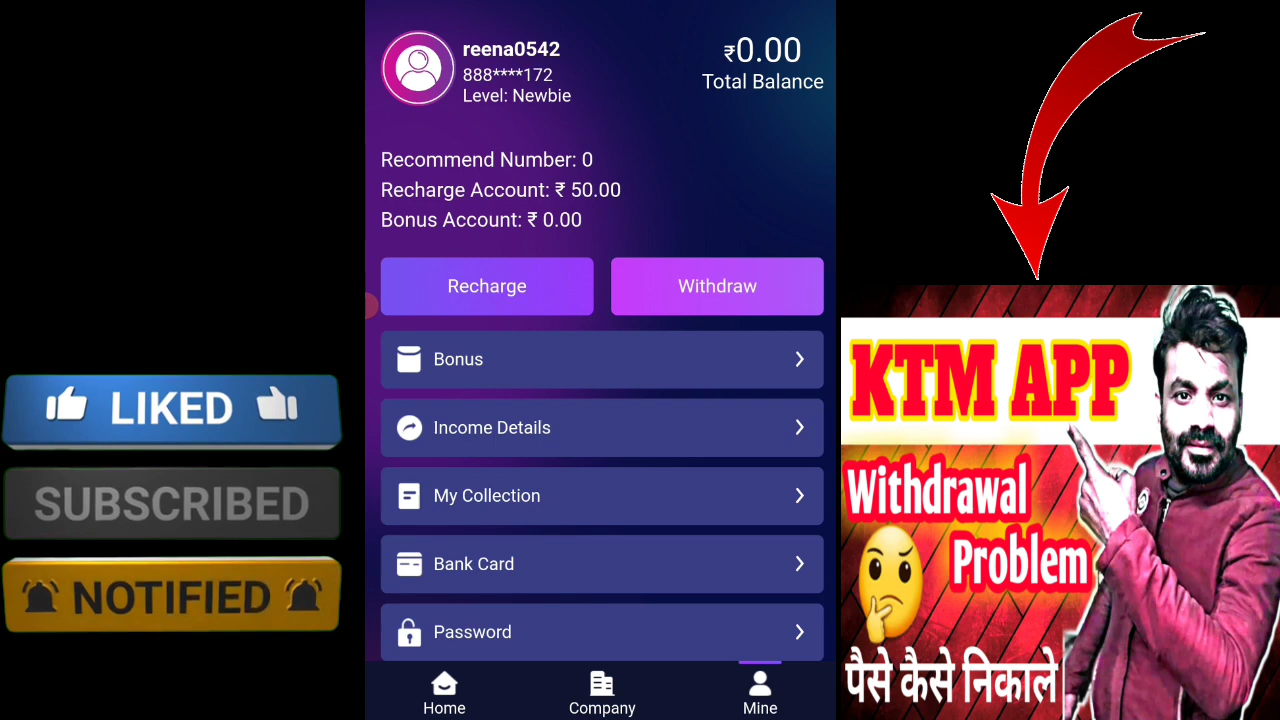 LIKED
SUBSCRIBED
NOTIFIED
reena0542
888****172
Level: Newbie
₹0.00
Total Balance
Recommend Number: 0
Recharge Account: ₹ 50.00
Bonus Account: ₹ 0.00
Recharge
Withdraw
Bonus
Income Details
My Collection
Bank Card
Password
Home
Company
Mine
KTM APP
Withdrawal
Problem
पैसे कैसे निकाले